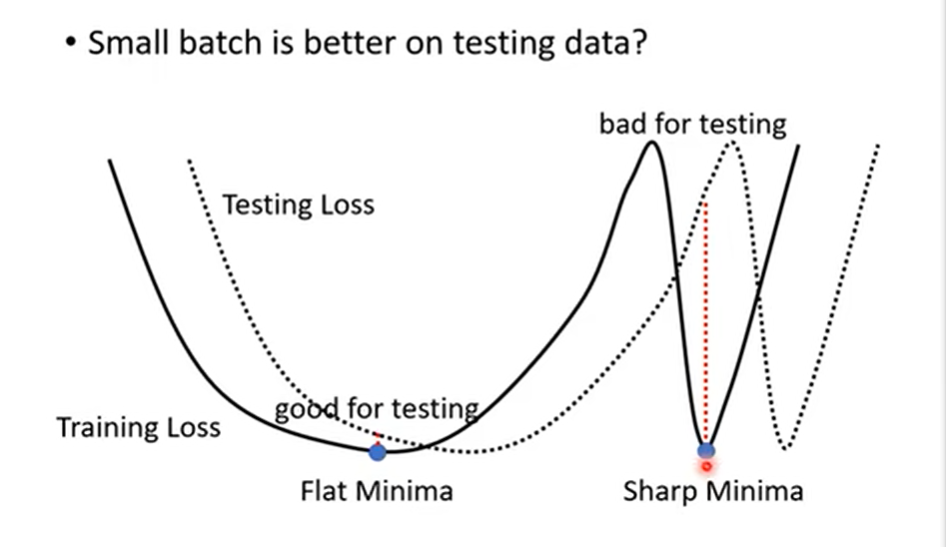 • Small batch is better on testing data?
bad for testing
Testing Loss
good for testing
Training Loss
Flat Minima
Sharp Minima